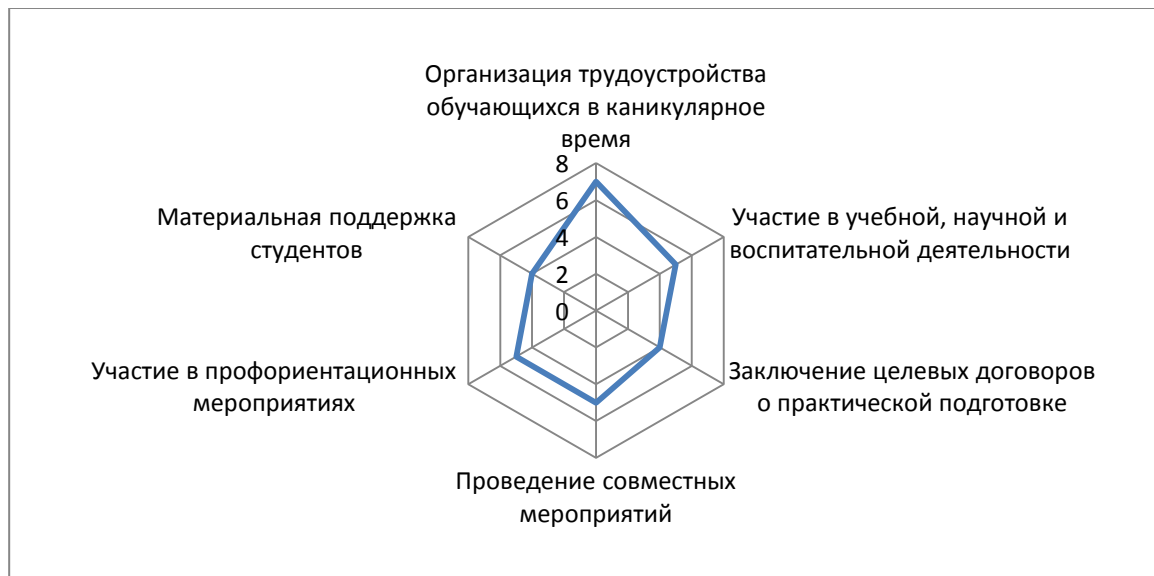 Организация трудоустройства
обучающихся в каникулярное
время
8
6
4
2
0
Участие в учебной, научной и
воспитательной деятельности
Заключение целевых договоров
о практической подготовке
Проведение совместных
мероприятий
Участие в профориентационных
мероприятиях
Материальная поддержка
студентов